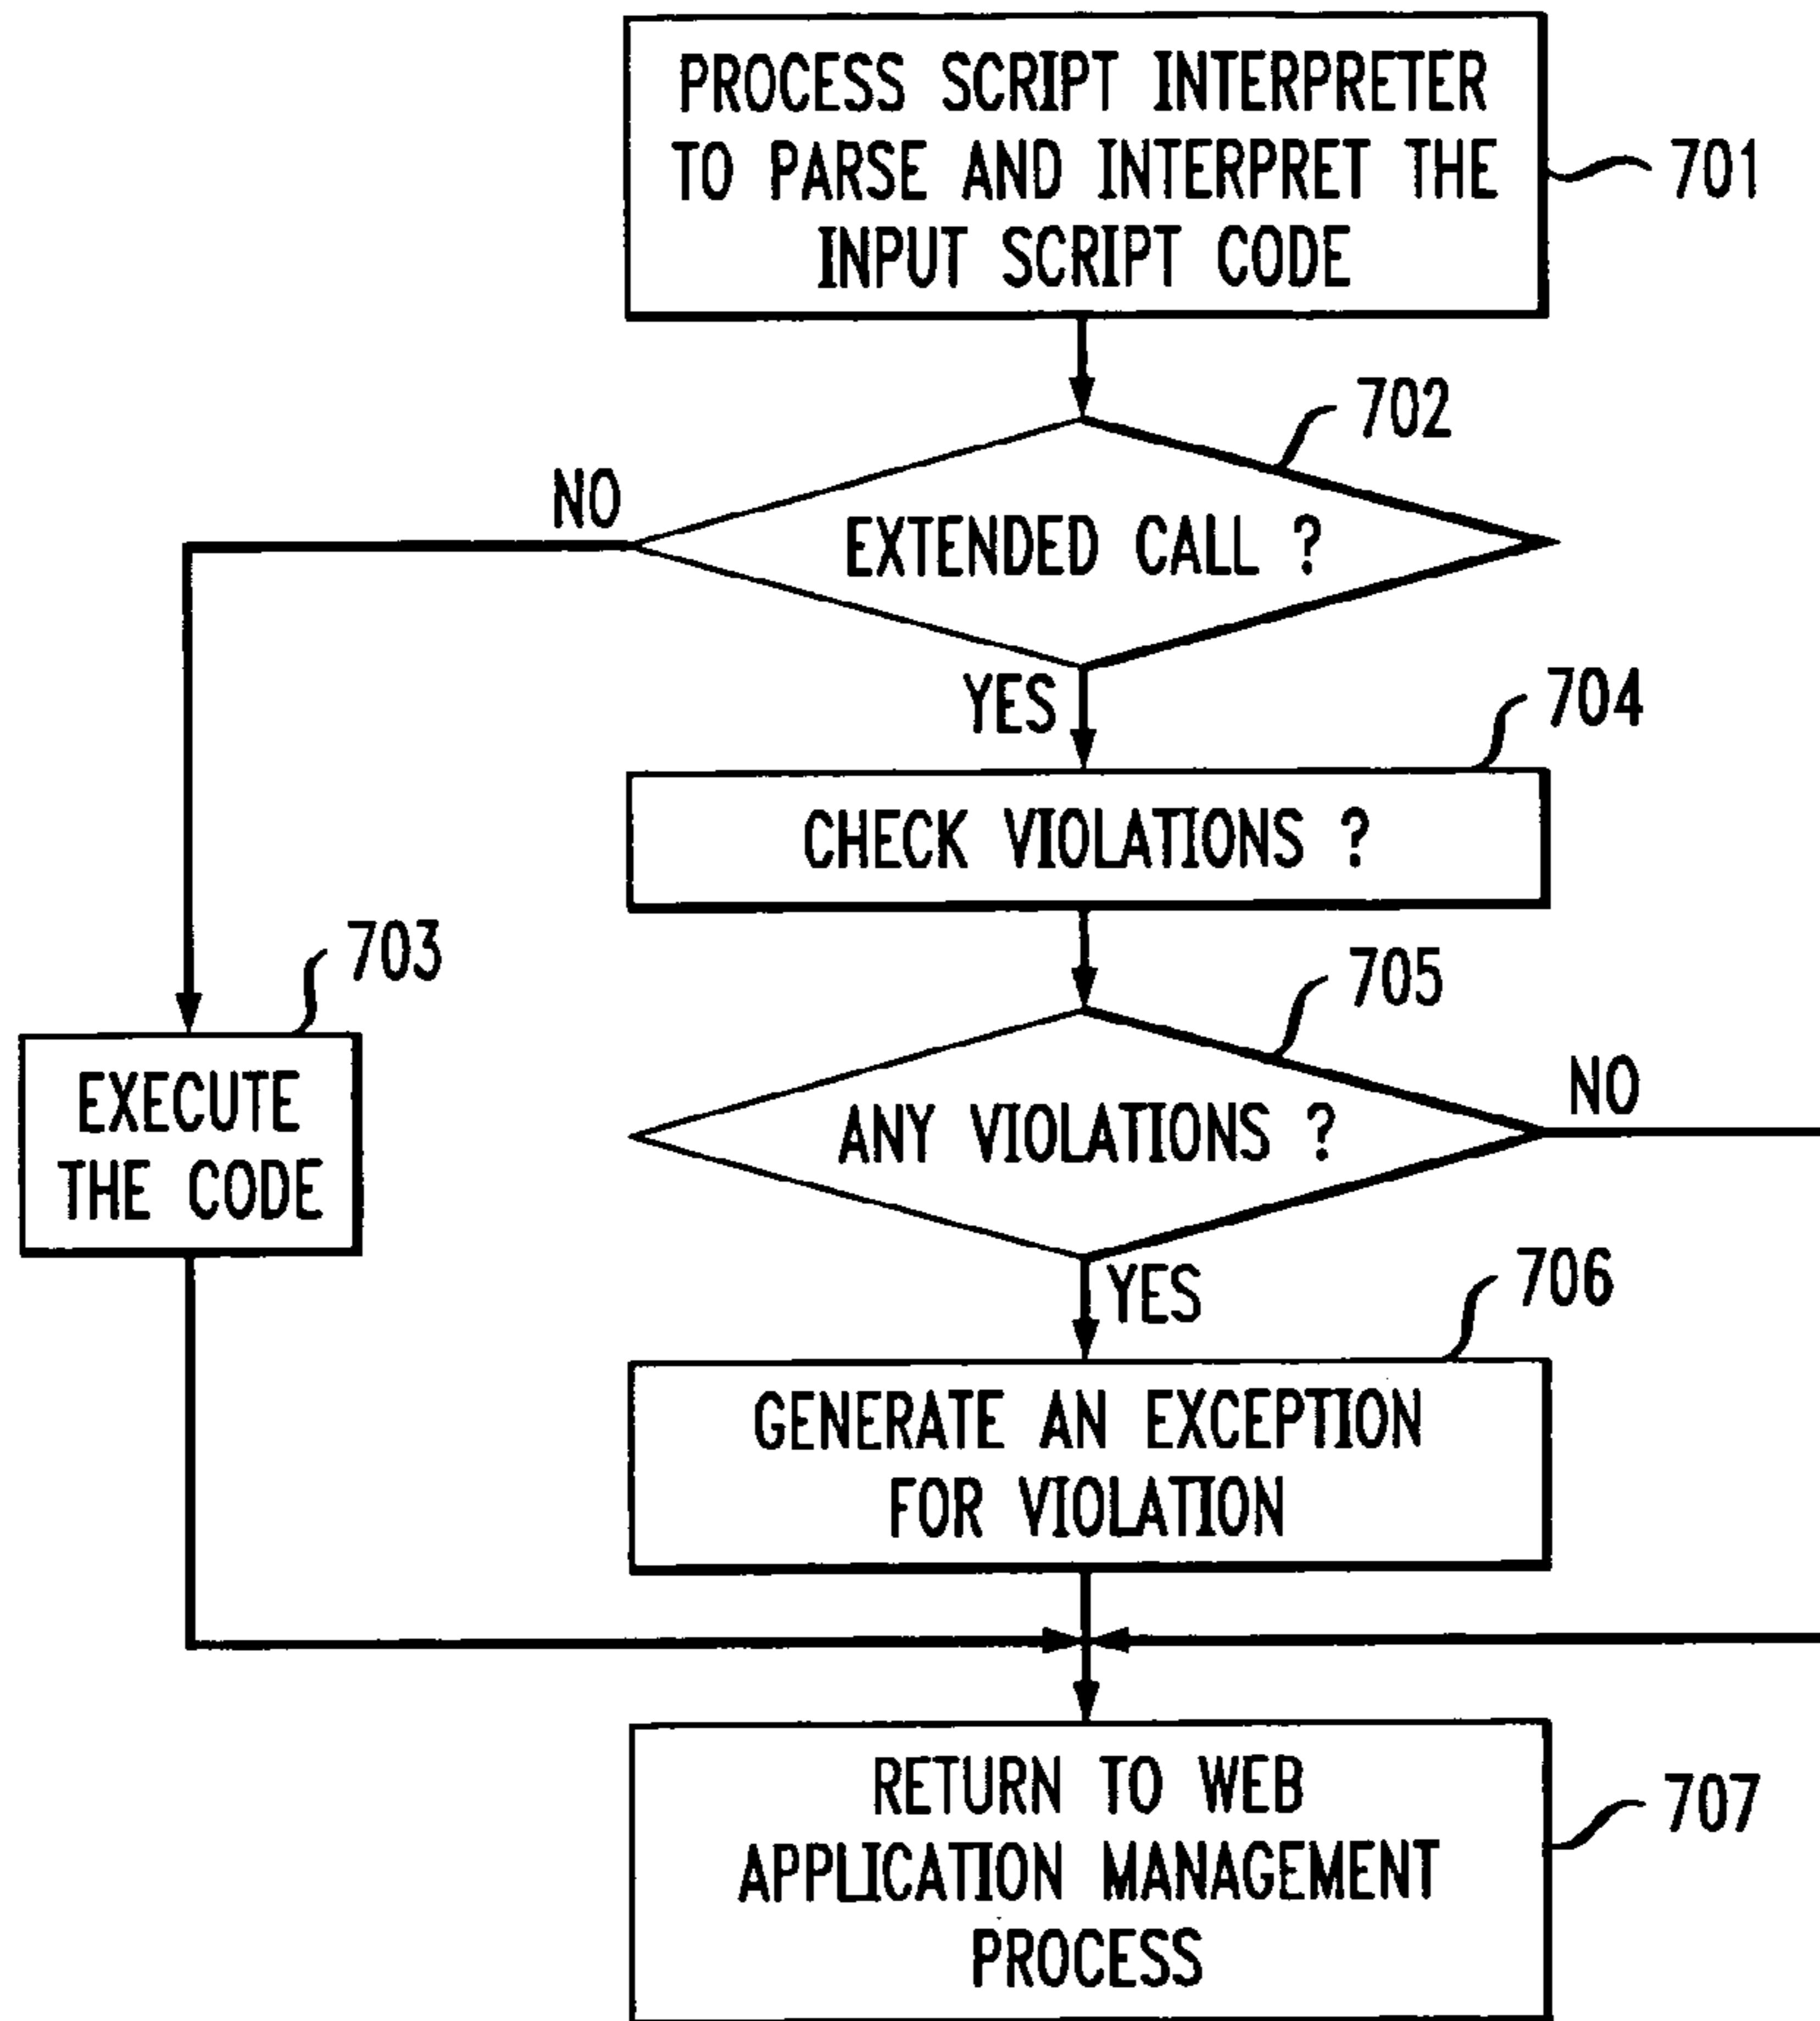 PROCESS SCRIPT INTERPRETER
TO PARSE AND INTERPRET THE
INPUT SCRIPT CODE
701
702
NO
EXTENDED CALL ?
YES
704
CHECK VIOLATIONS ?
703
705
EXECUTE
THE CODE
NO
ANY VIOLATIONS ?
YES
706
GENERATE AN EXCEPTION
FOR VIOLATION
RETURN TO WEB
APPLICATION MANAGEMENT
PROCESS
707